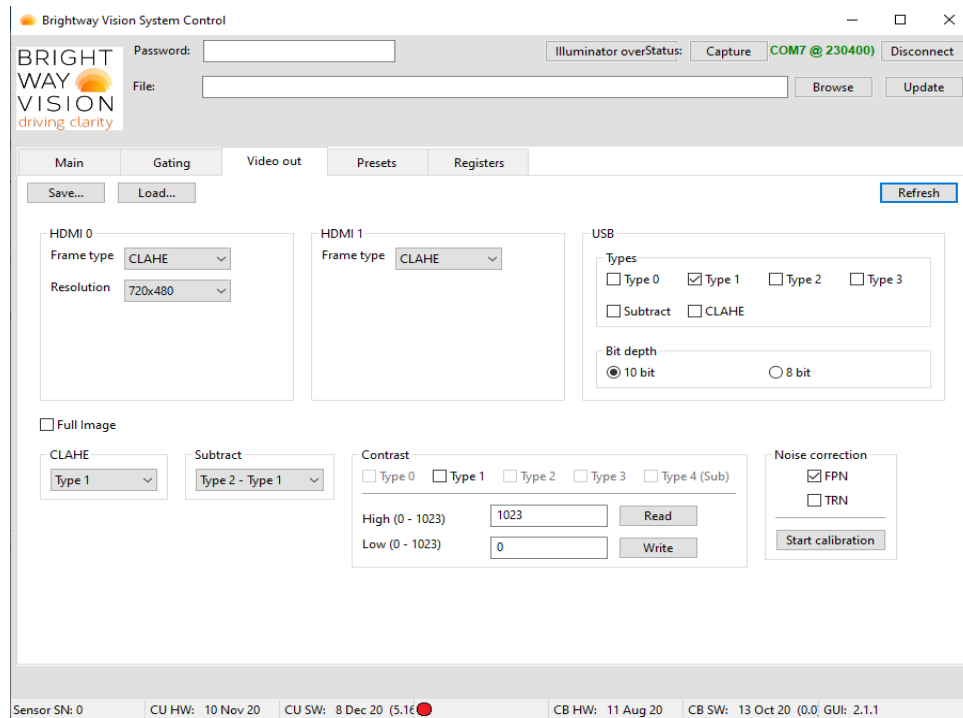 Brightway Vision System Control
BRIGHT
WAY
VISION
driving clarity
Password:
Illuminator over Status: Capture COM7 @ 230400) Disconnect
File:
Browse Update
Main Gating Video out Presets Registers
Save... Load... Refresh
HDMI 0
Frame type CLAHE
Resolution 720x480
HDMI 1
Frame type CLAHE
USB
Types
Type 0 Type 1 Type 2 Type 3
Subtract CLAHE
Bit depth
10 bit 8 bit
Full Image
CLAHE
Type 1
Subtract
Type 2 - Type 1
Contrast
Type 0 Type 1 Type 2 Type 3 Type 4 (Sub)
High (0 - 1023) 1023 Read
Low (0 - 1023) 0 Write
Noise correction
FPN
TRN
Start calibration
Sensor SN: 0 CU HW: 10 Nov 20 CU SW: 8 Dec 20 (5.16 CB HW: 11 Aug 20 CB SW: 13 Oct 20 (0.0 GUI: 2.1.1